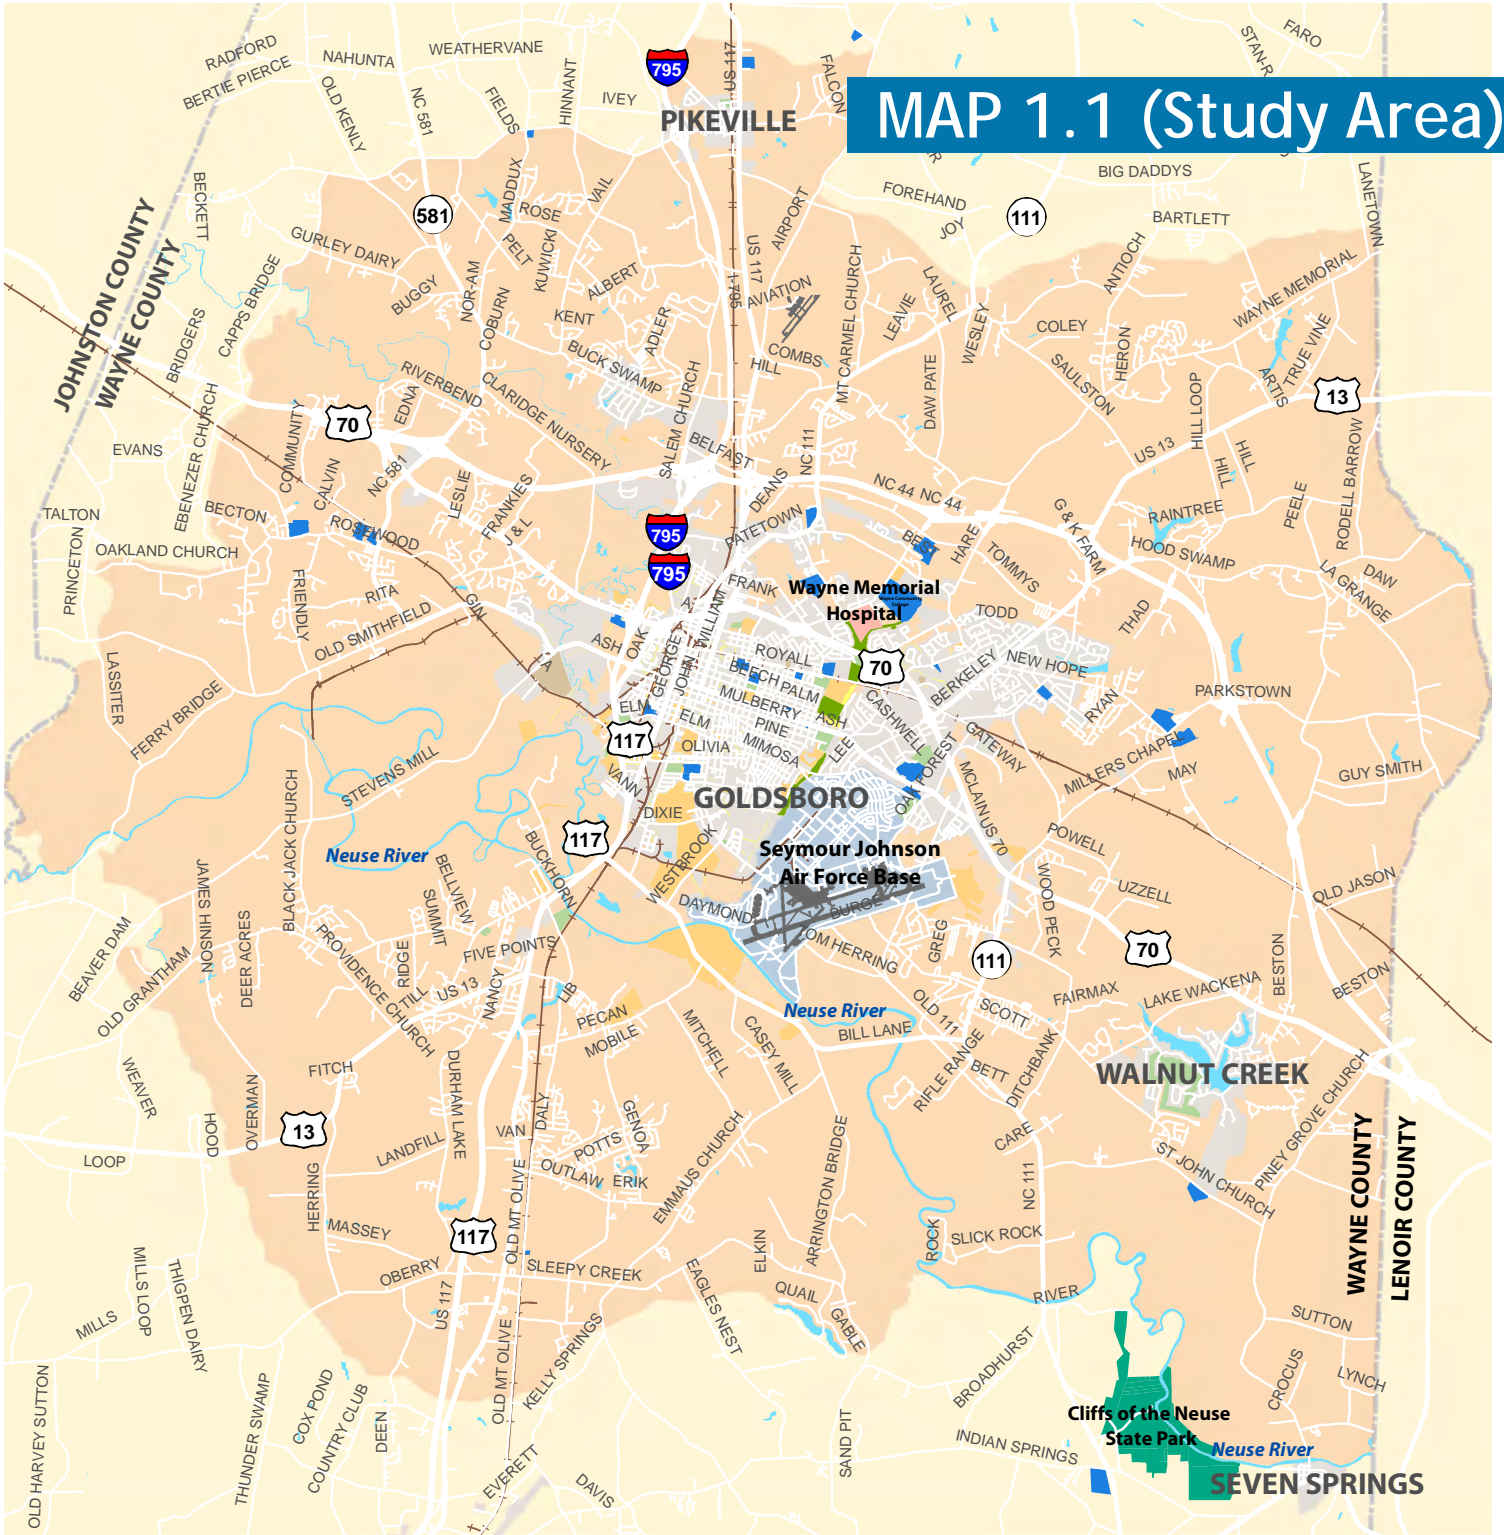 MAP 1.1 (Study Area)
RADFORD
BERTIE PIERCE
NAHUNTA
WEATHERVANE
OLD KENLY
NC 581
FIELDS
HINNANT
IVEY
795
US 117
PIKEVILLE
FALCON
STAN-R
FARO
BIG DADDYS
LANETOWN
FOREHAND
JOY
111
BARTLETT
BECKETT
JOHNSTON COUNTY
WAYNE COUNTY
581
MADDUX
ROSE
VAIL
PELT
KUWICKI
AIRPORT
GURLEY DAIRY
BUGGY
NOR-AM
COBURN
ALBERT
KENT
ADLER
US 117
I-795
AVIATION
MT CARMEL CHURCH
LEAVIE
LAUREL
WESLEY
ANTIOCH
WAYNE MEMORIAL
COLEY
HERON
TRUE VINE
ARTIS
BRIDGERS
CAPPS BRIDGE
BUCK SWAMP
COMBS
HILL
SAULSTON
DAW PATE
13
RIVERBEND
EDNA
CLARIDGE NURSERY
SALEM CHURCH
EBENEZER CHURCH
COMMUNITY
70
EVANS
CALVIN
NC 581
LESLIE
FRANKIES
J & L
BELFAST
DEANS
NC 111
NC 44 NC 44
US 13
HILL LOOP
HILL
HILL
G & K FARM
RAINTREE
PEELE
RODELL BARROW
TALTON
BECTON
ROSEWOOD
PRINCETON
OAKLAND CHURCH
795
795
PATETOWN
BEST
HARE
TOMMYS
HOOD SWAMP
LA GRANGE
DAW
FRIENDLY
RITA
OLD SMITHFIELD
GIN
FRANK
WILLIAM
Wayne Memorial
Hospital
Wayne Community
College
TODD
THAD
ASH
OAK
GEORGE
JOHN
ROYALL
BEECH
PALM
MULBERRY
70
BERKELEY
NEW HOPE
RYAN
PARKSTOWN
LASSITER
FERRY BRIDGE
ELM
ELM
PINE
ASH
CASHWELL
GATEWAY
MILLERS CHAPEL
MAY
GUY SMITH
117
OLIVIA
MIMOSA
LEE
OAK FOREST
MCLAIN
US 70
STEVENS MILL
VANN
GOLDSBORO
DIXIE
POWELL
BLACK JACK CHURCH
Neuse River
117
BUCKHORN
WESTBROOK
Seymour Johnson
Air Force Base
BURGE
WOOD PECK
UZZELL
OLD JASON
JAMES HINSON
BELLVIEW
SUMMIT
DAYMOND
TOM HERRING
GREG
111
70
BESTON
BESTON
BEAVER DAM
OLD GRANTHAM
DEER ACRES
PROVIDENCE CHURCH
RIDGE
STILL
FIVE POINTS
US 13
NANCY
LIB
PECAN
MOBILE
Neuse River
OLD 111
SCOTT
FAIRMAX
LAKE WACKENA
MITCHELL
CASEY MILL
BILL LANE
RIFLE RANGE
BETT
DITCHBANK
WALNUT CREEK
WEAVER
FITCH
OVERMAN
HOOD
DURHAM LAKE
DALY
GENOA
PINEY GROVE CHURCH
13
LOOP
LANDFILL
VAN
POTTS
OUTLAW
ERIK
EMMAUS CHURCH
ARRINGTON BRIDGE
CARE
ST JOHN CHURCH
NC 111
WAYNE COUNTY
LENOIR COUNTY
HERRING
MASSEY
117
OLD MT OLIVE
ELKIN
ROCK
SLICK ROCK
OBERRY
SLEEPY CREEK
US 117
EAGLES NEST
QUAIL
GABLE
RIVER
MILLS LOOP
THIGPEN DAIRY
MILLS
SUTTON
OLD MT OLIVE
KELLY SPRINGS
BROADHURST
CROCUS
LYNCH
OLD HARVEY SUTTON
THUNDER SWAMP
COX POND
COUNTRY CLUB
DEEN
SAND PIT
Cliffs of the Neuse
State Park
INDIAN SPRINGS
Neuse River
EVERETT
DAVIS
SEVEN SPRINGS